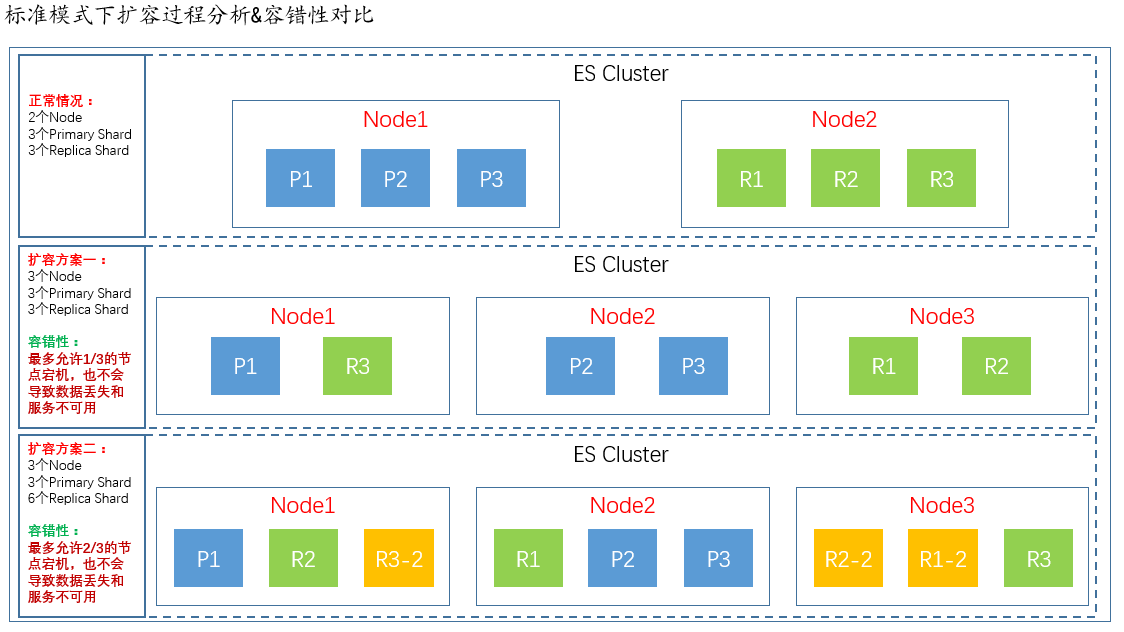 标准模式下扩容过程分析&容错性对比
正常情况：
2个Node
3个Primary Shard
3个Replica Shard
ES Cluster
Node1
P1
P2
P3
Node2
R1
R2
R3
扩容方案一：
3个Node
3个Primary Shard
3个Replica Shard
容错性：
最多允许1/3的节
点宕机，也不会
导致数据丢失和
服务不可用
ES Cluster
Node1
P1
R3
Node2
P2
P3
Node3
R1
R2
扩容方案二：
3个Node
3个Primary Shard
6个Replica Shard
容错性：
最多允许2/3的节
点宕机，也不会
导致数据丢失和
服务不可用
ES Cluster
Node1
P1
R2
R3-2
Node2
R1
P2
P3
Node3
R2-2
R1-2
R3